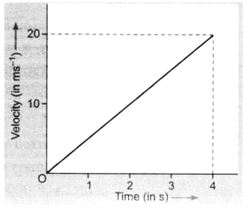 Velocity (in ms⁻¹)
20
10
O
1 2 3 4
Time (in s)